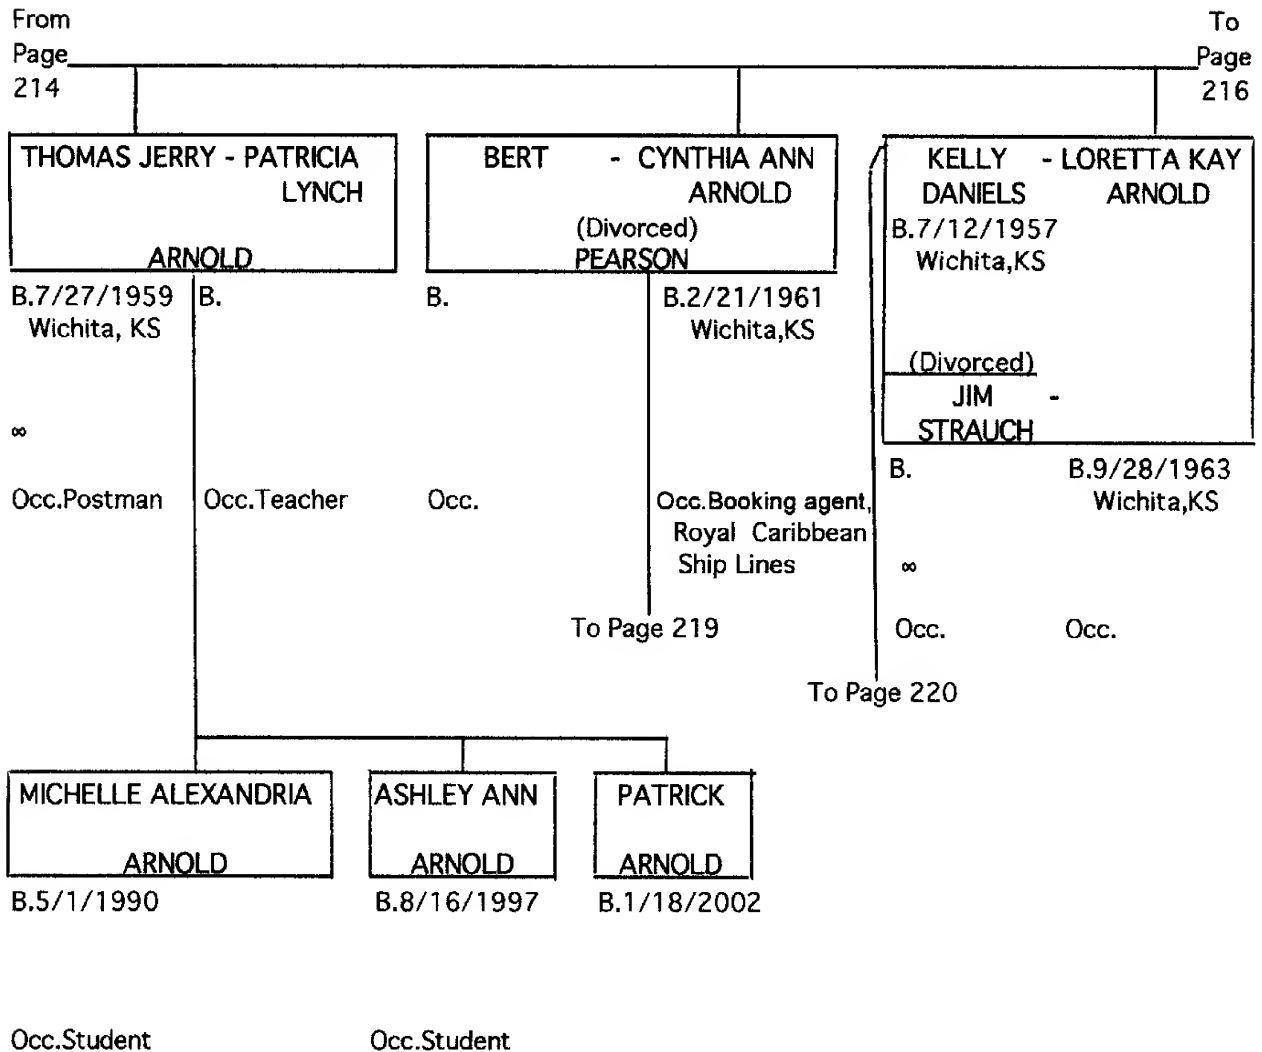 From
Page
214
To
Page
216
THOMAS JERRY - PATRICIA
LYNCH
ARNOLD
B.7/27/1959
Wichita, KS
B.
∞
Occ.Postman
Occ.Teacher
BERT - CYNTHIA ANN
ARNOLD
(Divorced)
PEARSON
B.
B.2/21/1961
Wichita,KS
Occ.
Occ.Booking agent,
Royal Caribbean
Ship Lines
To Page 219
KELLY - LORETTA KAY
DANIELS ARNOLD
B.7/12/1957
Wichita,KS
(Divorced)
JIM -
STRAUCH
B.
B.9/28/1963
Wichita,KS
∞
Occ.
Occ.
To Page 220
MICHELLE ALEXANDRIA
ARNOLD
B.5/1/1990
Occ.Student
ASHLEY ANN
ARNOLD
B.8/16/1997
Occ.Student
PATRICK
ARNOLD
B.1/18/2002